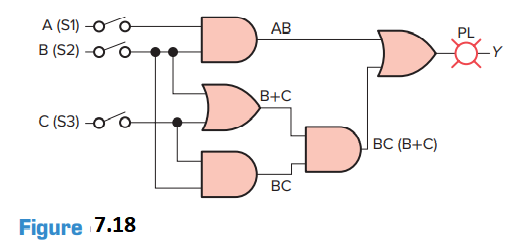 A (S1)
AB
PL
B (S2)
Y
B+C
C (S3)
BC (B+C)
BC
Figure 7.18